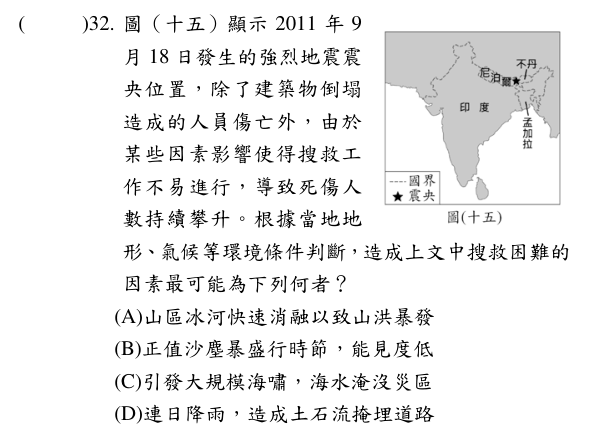 (　　)32. 圖（十五）顯示 2011 年 9
月 18 日發生的強烈地震震
央位置，除了建築物倒塌
造成的人員傷亡外，由於
某些因素影響使得搜救工
作不易進行，導致死傷人
數持續攀升。根據當地地
形、氣候等環境條件判斷，造成上文中搜救困難的
因素最可能為下列何者？
(A)山區冰河快速消融以致山洪暴發
(B)正值沙塵暴盛行時節，能見度低
(C)引發大規模海嘯，海水淹沒災區
(D)連日降雨，造成土石流掩埋道路
不丹
尼泊爾
印度
孟加拉
國界
震央
圖(十五)